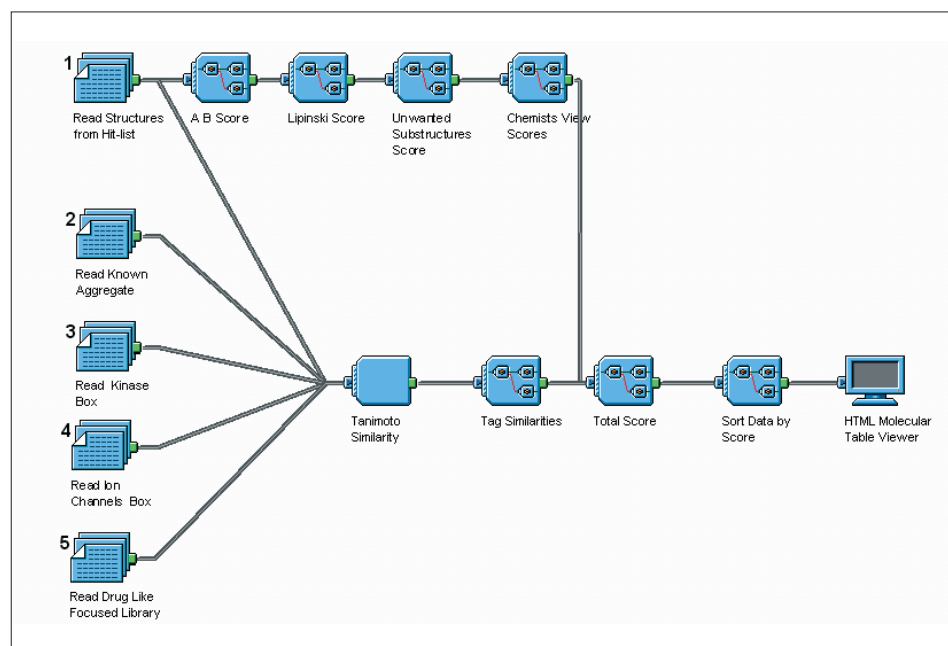 1
Read Structures
from Hit-list
A B Score
Lipinski Score
Unwanted
Substructures
Score
Chemists View
Scores
2
Read Known
Aggregate
3
Read Kinase
Box
4
Read Ion
Channels Box
5
Read Drug Like
Focused Library
Tanimoto
Similarity
Tag Similarities
Total Score
Sort Data by
Score
HTML Molecular
Table Viewer